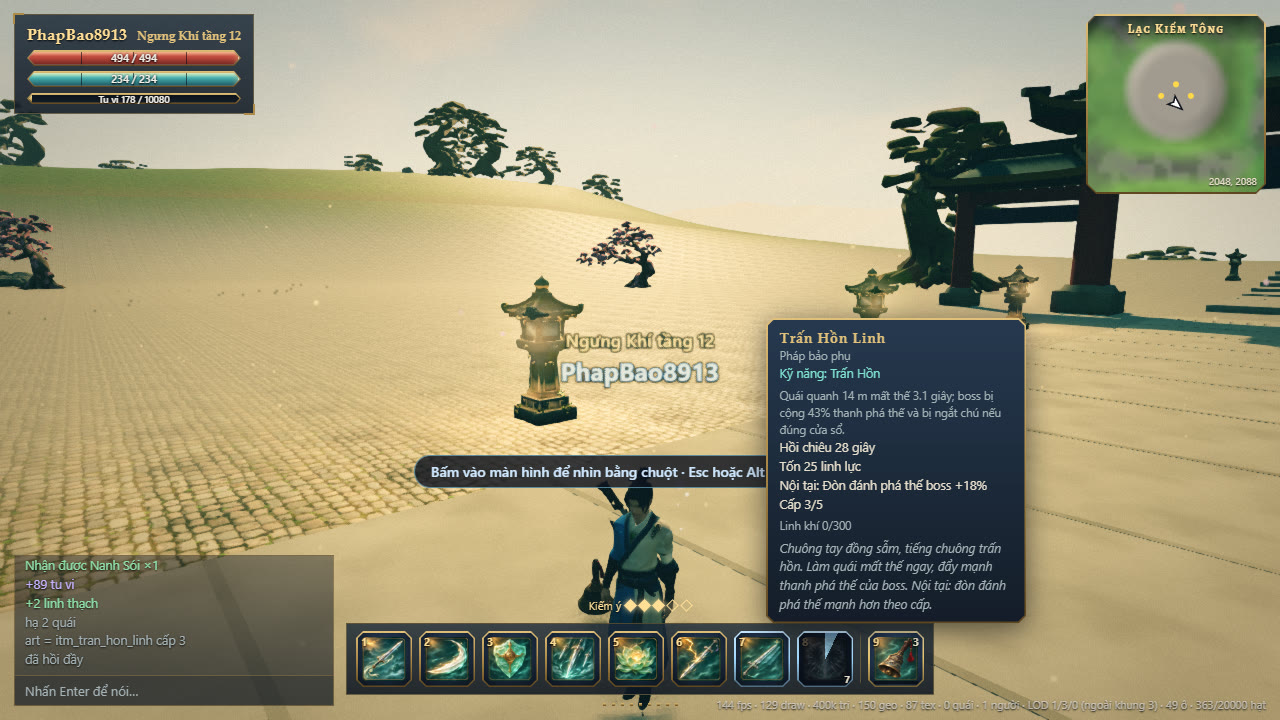 PhapBao8913 Ngưng Khí tầng 12
494 / 494
234 / 234
Tu vi 178 / 10080
Lạc Kiếm Tông
2048, 2088
Ngưng Khí tầng 12
PhapBao8913
Bấm vào màn hình để nhìn bằng chuột · Esc hoặc Alt
Trấn Hồn Linh
Pháp bảo phụ
Kỹ năng: Trấn Hồn
Quái quanh 14 m mất thế 3.1 giây; boss bị
cộng 43% thanh phá thế và bị ngắt chú nếu
đúng cửa sổ.
Hồi chiêu 28 giây
Tốn 25 linh lực
Nội tại: Đòn đánh phá thế boss +18%
Cấp 3/5
Linh khí 0/300
Chuông tay đồng sẫm, tiếng chuông trấn
hồn. Làm quái mất thế ngay, đẩy mạnh
thanh phá thế của boss. Nội tại: đòn đánh
phá thế mạnh hơn theo cấp.
Nhận được Nanh Sói ×1
+89 tu vi
+2 linh thạch
hạ 2 quái
art = itm_tran_hon_linh cấp 3
đã hồi đầy
Nhấn Enter để nói...
Kiếm ý
1 2 3 4 5 6 7 8 7 9 3
144 fps · 129 draw · 400k tri · 150 geo · 87 tex · 0 quái · 1 người · LOD 1/3/0 (ngoài khung 3) · 49 ô · 363/20000 hạt